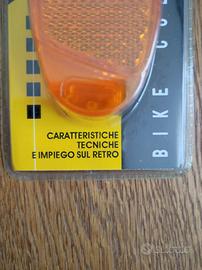 CARATTERISTICHE
TECNICHE
E IMPIEGO SUL RETRO
BIKE